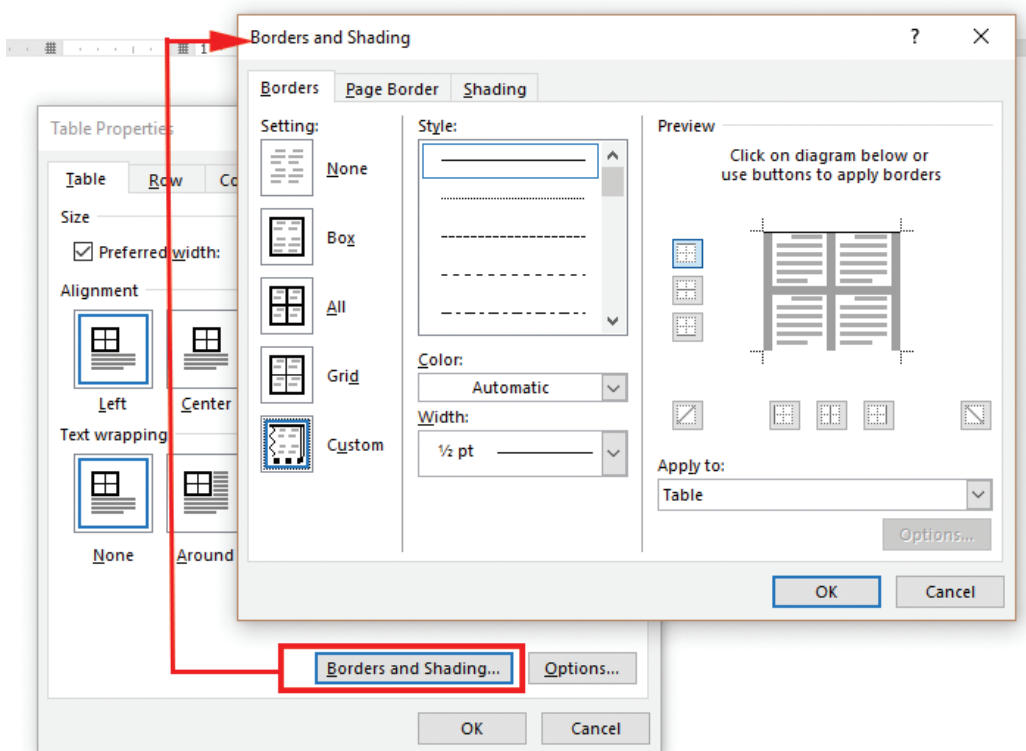 1
Borders and Shading
?
Borders
Page Border
Shading
Setting:
None
Box
All
Grid
Custom
Style:
Color:
Automatic
Width:
½ pt
Preview
Click on diagram below or
use buttons to apply borders
Apply to:
Table
Options...
OK
Cancel
Table Properties
Table
Row
Co
Size
Preferred width:
Alignment
Left
Center
Text wrapping
None
Around
Borders and Shading...
Options...
OK
Cancel